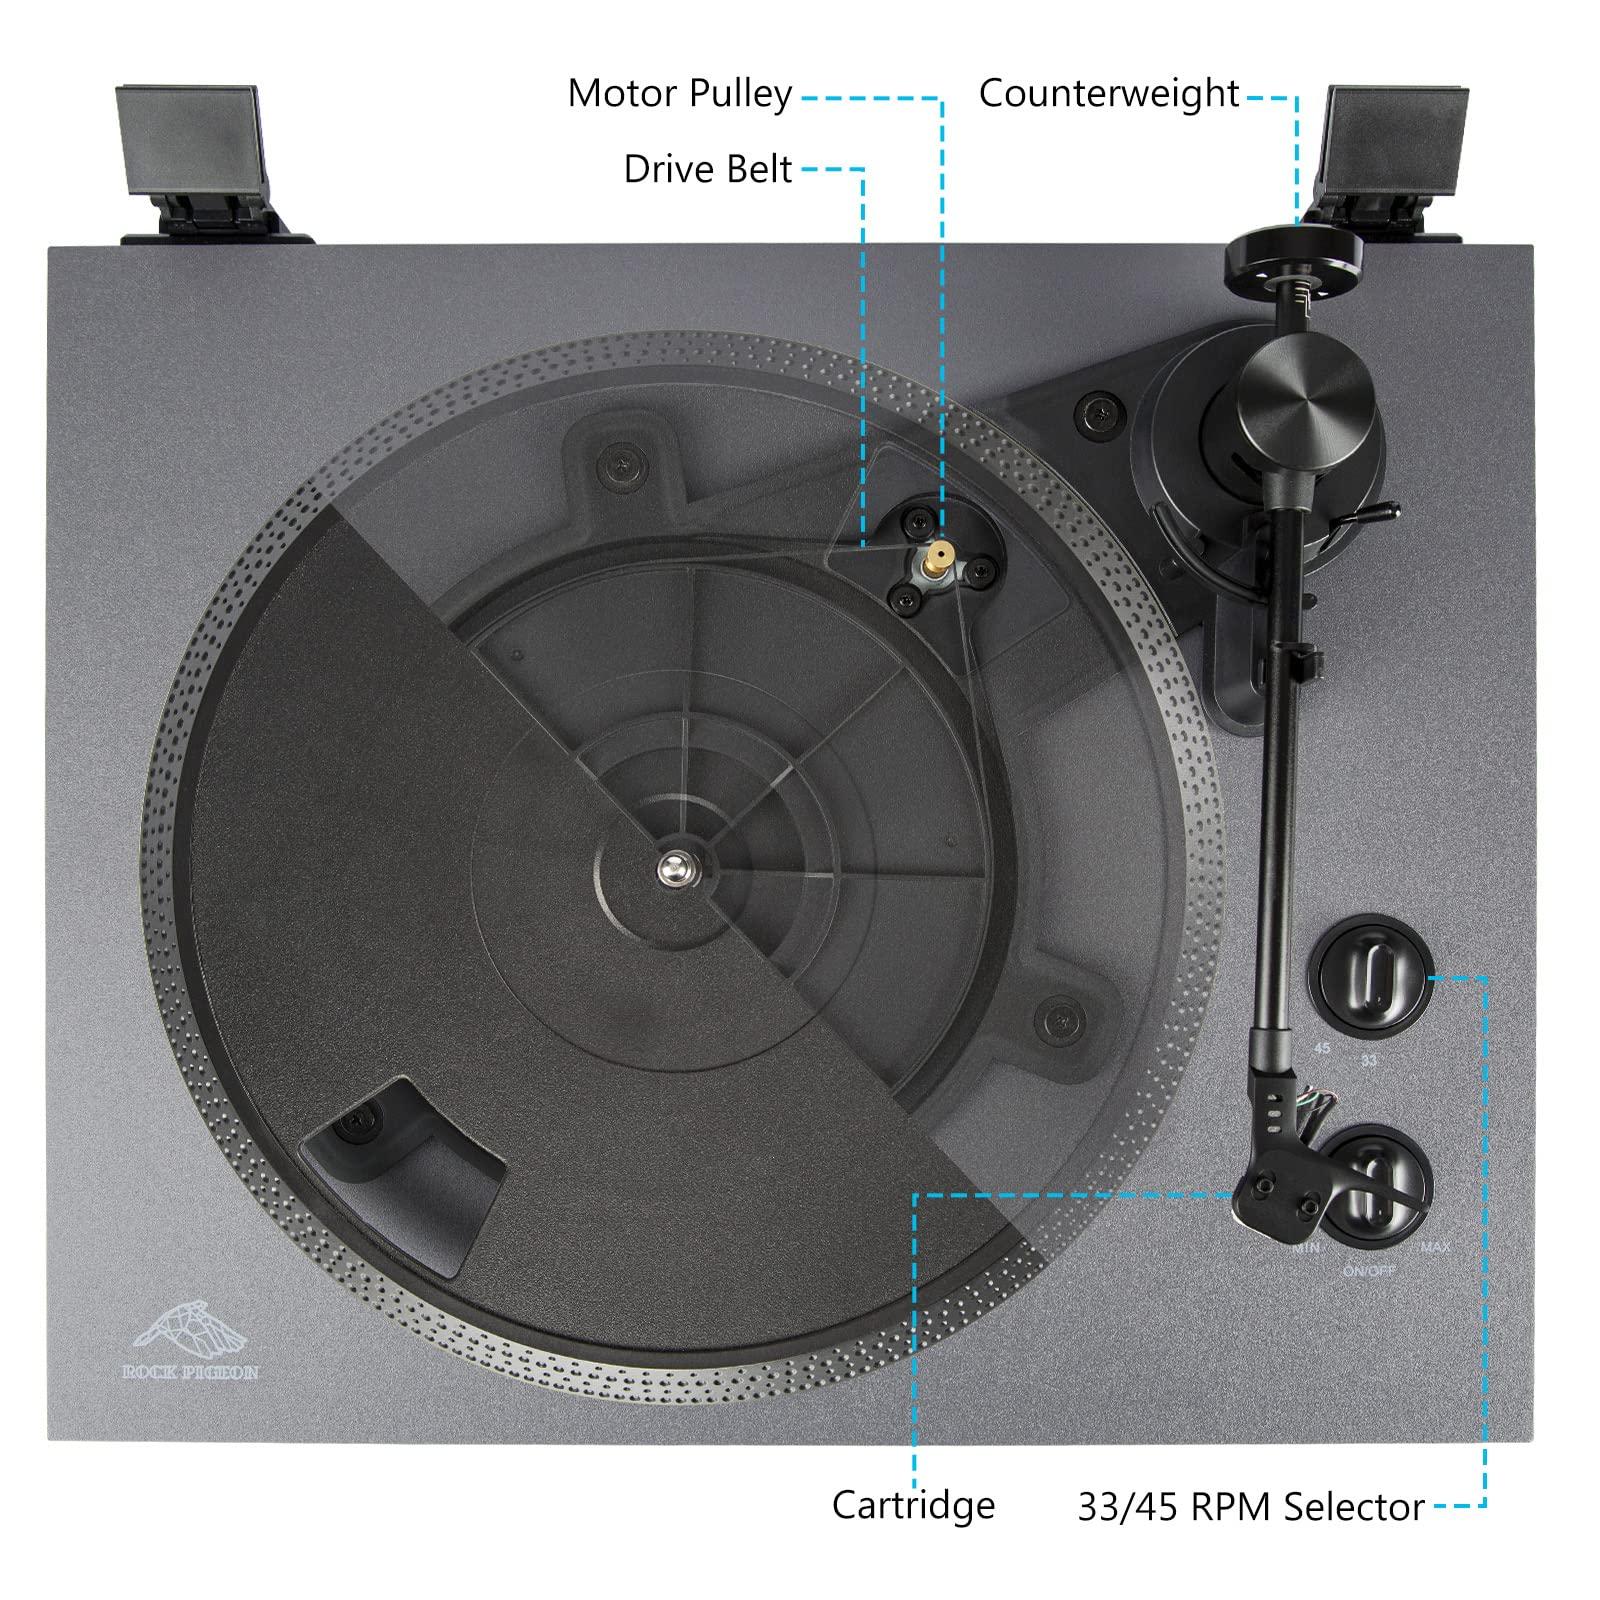 Motor Pulley
Counterweight
Drive Belt
45
33
MIN
MAX
ON/OFF
ROCK PIGEON
Cartridge
33/45 RPM Selector